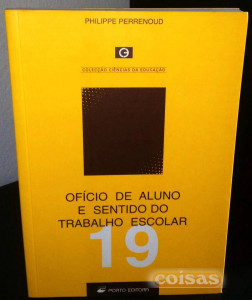 PHILIPPE PERRENOUD
COLECÇÃO CIÊNCIAS DA EDUCAÇÃO
OFÍCIO DE ALUNO
E SENTIDO DO
TRABALHO ESCOLAR
19
PORTO EDITORA
coisas